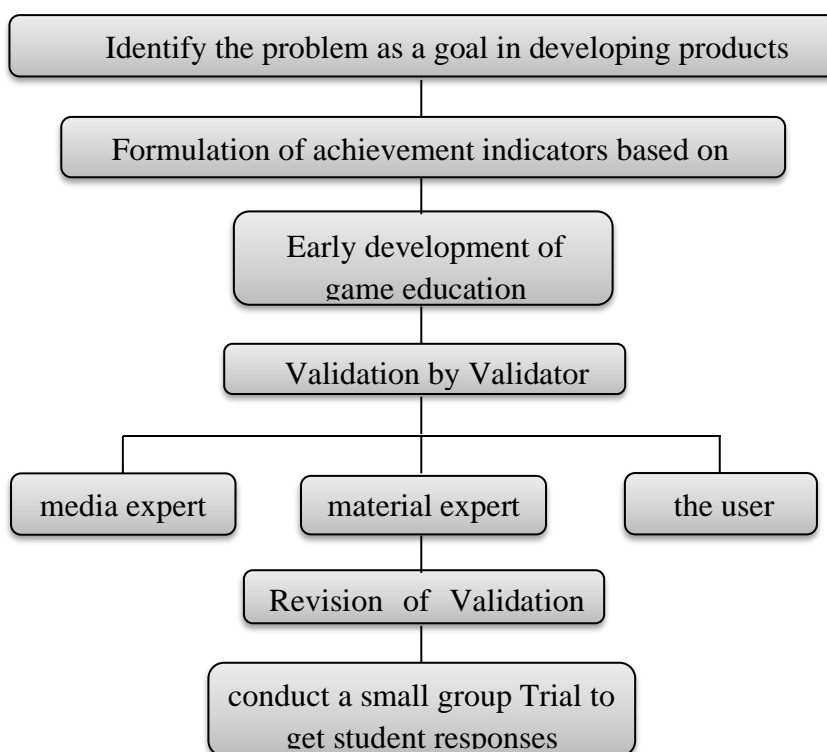 Identify the problem as a goal in developing products
Formulation of achievement indicators based on
Early development of
game education
Validation by Validator
media expert
material expert
the user
Revision of Validation
conduct a small group Trial to
get student responses